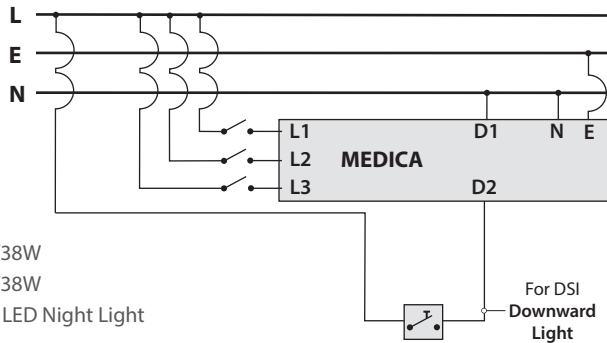 L
E
N
L1 D1 N E
L2 MEDICA
L3 D2
38W
38W
LED Night Light
For DSI
Downward
Light